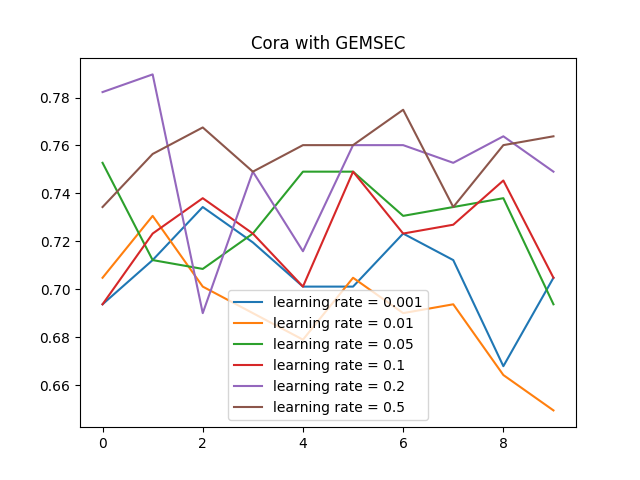 Cora with GEMSEC
0.78
0.76
0.74
0.72
0.70
0.68
0.66
learning rate = 0.001
learning rate = 0.01
learning rate = 0.05
learning rate = 0.1
learning rate = 0.2
learning rate = 0.5
0 2 4 6 8